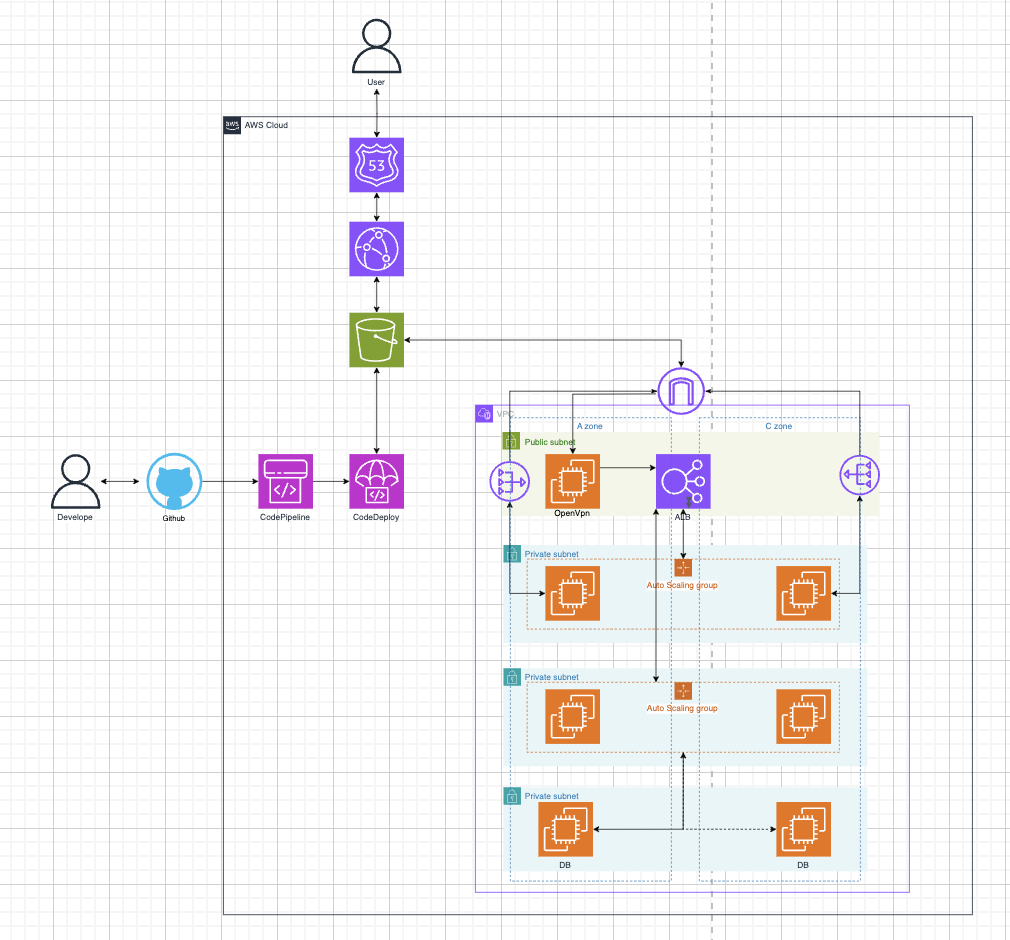 User
aws
AWS Cloud
53
VPC
A zone
C zone
Public subnet
OpenVpn
ALB
Develope
Github
CodePipeline
CodeDeploy
Private subnet
Auto Scaling group
Private subnet
Auto Scaling group
Private subnet
DB
DB